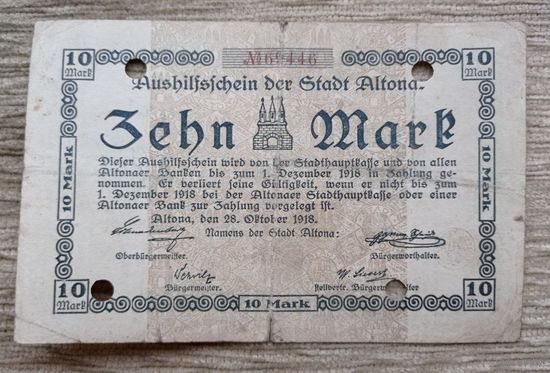 10 Mark
№ 446
10 Mark
Aushilfsschein der Stadt Altona.
Zehn Mark
10 Mark
10 Mark
Dieser Aushilfsschein wird von der Stadthauptkasse und von allen
Altonaer Banken bis zum 1. Dezember 1918 in Zahlung ge-
nommen. Er verliert seine Gültigkeit, wenn er nicht bis zum
1. Dezember 1918 bei der Altonaer Stadthauptkasse oder einer
Altonaer Bank zur Zahlung vorgelegt ist.
Altona, den 28. Oktober 1918.
Namens der Stadt Altona:
Oberbürgermeister.
Bürgerworthalter.
10 Mark
Bürgermeister.
Stellvertr. Bürgerworthalter
10 Mark
10 Mark